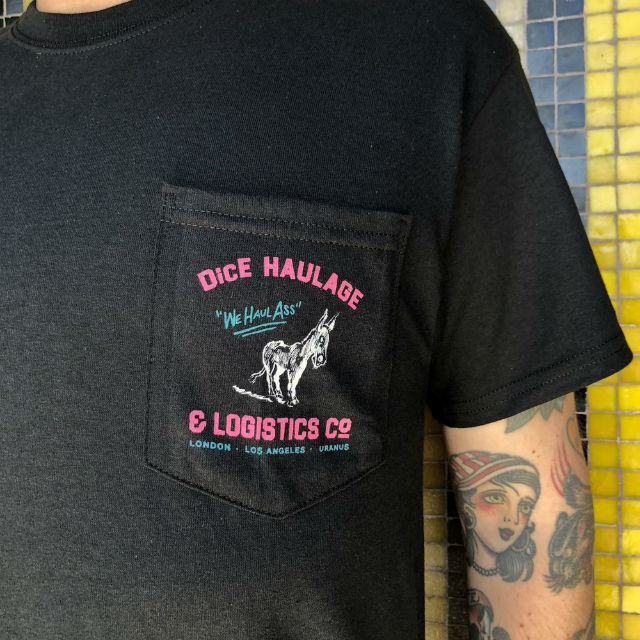 DiCE HAULAGE
"WE HAUL ASS"
& LOGISTICS Co
LONDON · LOS ANGELES · URANUS